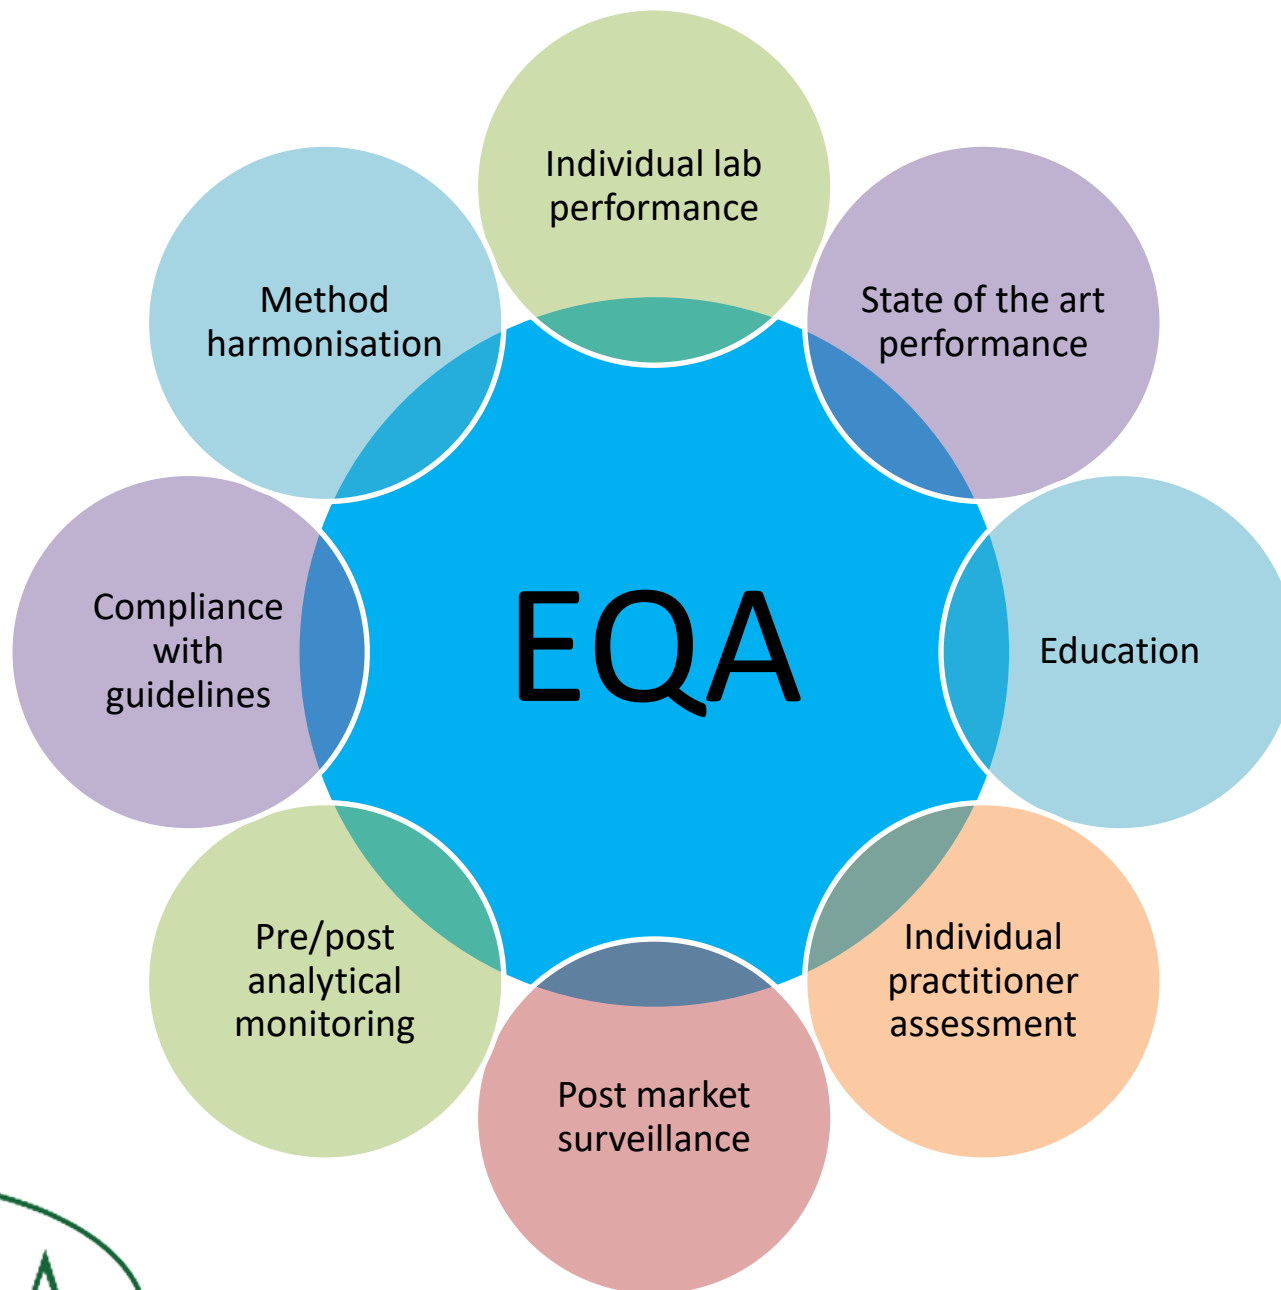 Individual lab
performance
State of the art
performance
Education
Individual
practitioner
assessment
Post market
surveillance
Pre/post
analytical
monitoring
Compliance
with
guidelines
Method
harmonisation
EQA